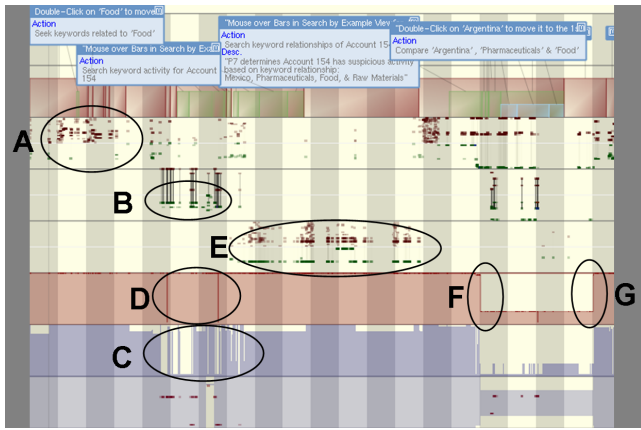 Double-Click on 'Food' to move
Action
Seek keywords related to 'Food'
"Mouse over Bars in Search by Exa
Action
Search keyword activity for Account
154
"Mouse over Bars in Search by Example View
Action
Search keyword relationships of Account 154
Desc.
"P7 determines Account 154 has suspicious activity
based on keyword relationship:
Mexico, Pharmaceuticals, Food, & Raw Materials"
"Double-Click on 'Argentina' to move it to the 1s
Action
Compare 'Argentina', 'Pharmaceuticals' & 'Food'
A
B
E
D
F
G
C